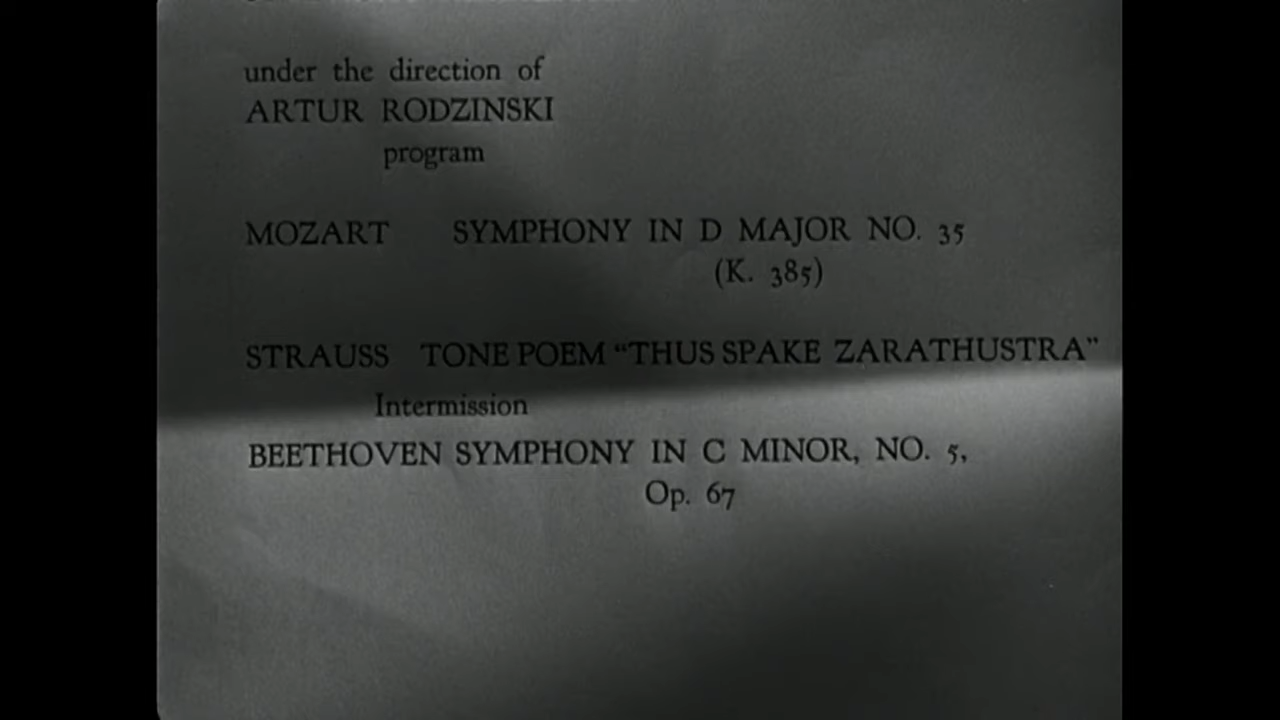 under the direction of
ARTUR RODZINSKI
program
MOZART SYMPHONY IN D MAJOR NO. 35
(K. 385)
STRAUSS TONE POEM “THUS SPAKE ZARATHUSTRA”
Intermission
BEETHOVEN SYMPHONY IN C MINOR, NO. 5,
Op. 67